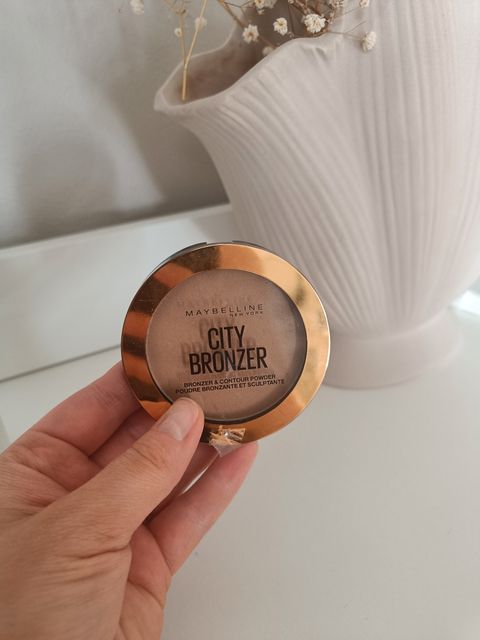 MAYBELLINE
NEW YORK
CITY
BRONZER
BRONZER & CONTOUR POWDER
POUDRE BRONZANTE ET SCULPTANTE